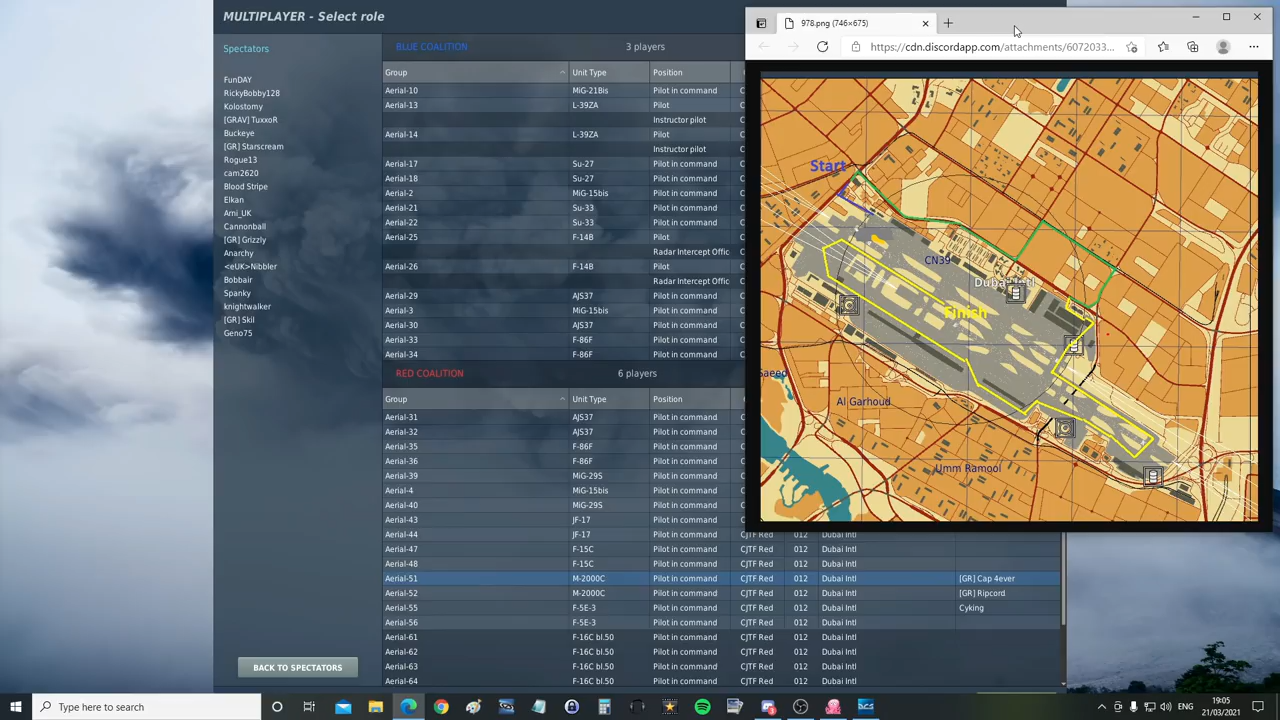 MULTIPLAYER - Select role
Spectators
FunDAY
RickyBobby128
Kolostomy
[GRAV] TuxxoR
Buckeye
[GR] Starscream
Rogue13
cam2620
Blood Stripe
Elkan
Arni_UK
Cannonball
[GR] Grizzly
Anarchy
<eUK>Nibbler
Bobbair
Spanky
knightwalker
[GR] Skil
Geno75
BACK TO SPECTATORS
BLUE COALITION 3 players
Group Unit Type Position
Aerial-10 MiG-21Bis Pilot in command
Aerial-13 L-39ZA Pilot
Instructor pilot
Aerial-14 L-39ZA Pilot
Instructor pilot
Aerial-17 Su-27 Pilot in command
Aerial-18 Su-27 Pilot in command
Aerial-2 MiG-15bis Pilot in command
Aerial-21 Su-33 Pilot in command
Aerial-22 Su-33 Pilot in command
Aerial-25 F-14B Pilot
Radar Intercept Offic
Aerial-26 F-14B Pilot
Radar Intercept Offic
Aerial-29 AJS37 Pilot in command
Aerial-3 MiG-15bis Pilot in command
Aerial-30 AJS37 Pilot in command
Aerial-33 F-86F Pilot in command
Aerial-34 F-86F Pilot in command
RED COALITION 6 players
Group Unit Type Position
Aerial-31 AJS37 Pilot in command
Aerial-32 AJS37 Pilot in command
Aerial-35 F-86F Pilot in command
Aerial-36 F-86F Pilot in command
Aerial-39 MiG-29S Pilot in command
Aerial-4 MiG-15bis Pilot in command
Aerial-40 MiG-29S Pilot in command
Aerial-43 JF-17 Pilot in command
Aerial-44 JF-17 Pilot in command CJTF Red 012 Dubai Intl
Aerial-47 F-15C Pilot in command CJTF Red 012 Dubai Intl
Aerial-48 F-15C Pilot in command CJTF Red 012 Dubai Intl
Aerial-51 M-2000C Pilot in command CJTF Red 012 Dubai Intl [GR] Cap 4ever
Aerial-52 M-2000C Pilot in command CJTF Red 012 Dubai Intl [GR] Ripcord
Aerial-55 F-5E-3 Pilot in command CJTF Red 012 Dubai Intl Cyking
Aerial-56 F-5E-3 Pilot in command CJTF Red 012 Dubai Intl
Aerial-61 F-16C bl.50 Pilot in command CJTF Red 012 Dubai Intl
Aerial-62 F-16C bl.50 Pilot in command CJTF Red 012 Dubai Intl
Aerial-63 F-16C bl.50 Pilot in command CJTF Red 012 Dubai Intl
Aerial-64 F-16C bl.50 Pilot in command CJTF Red 012 Dubai Intl
978.png (746×675)
https://cdn.discordapp.com/attachments/6072033...
Start
CN39
Dubai Intl
Finish
Saeed
Al Garhoud
Umm Ramool
Type here to search
ENG
19:05
21/03/2021